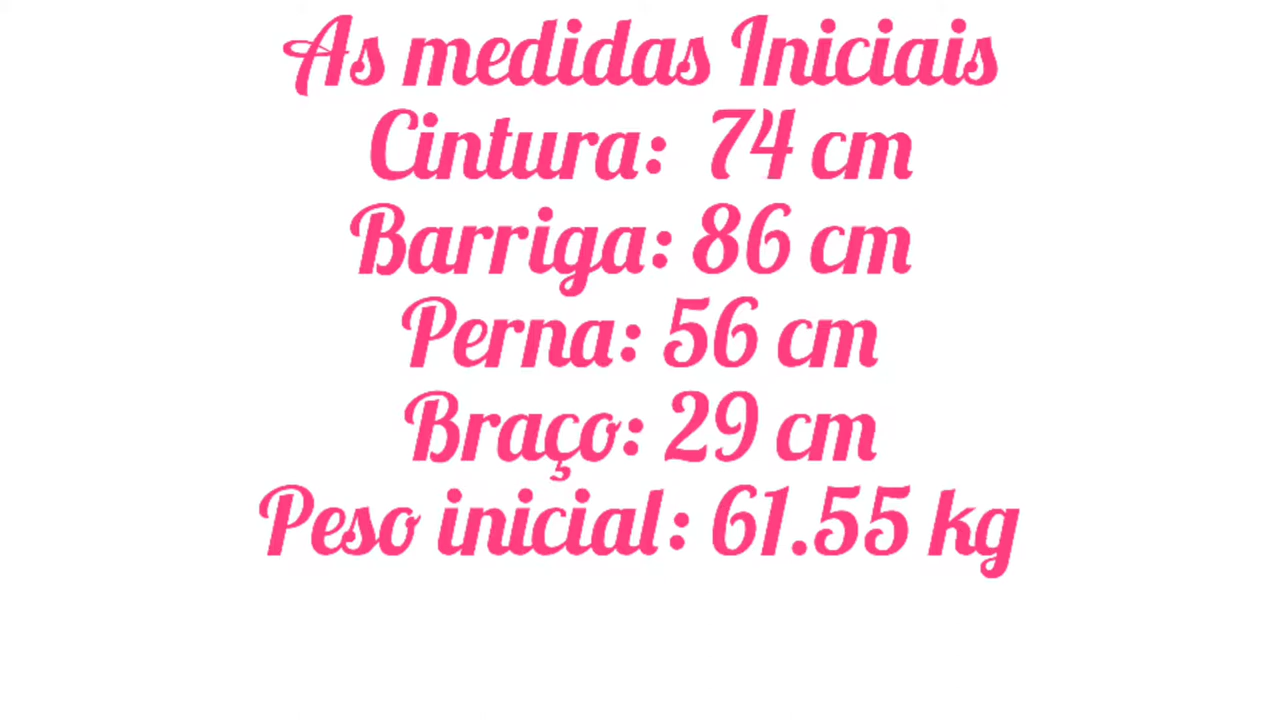 As medidas Iniciais
Cintura: 74 cm
Barriga: 86 cm
Perna: 56 cm
Braço: 29 cm
Peso inicial: 61.55 kg